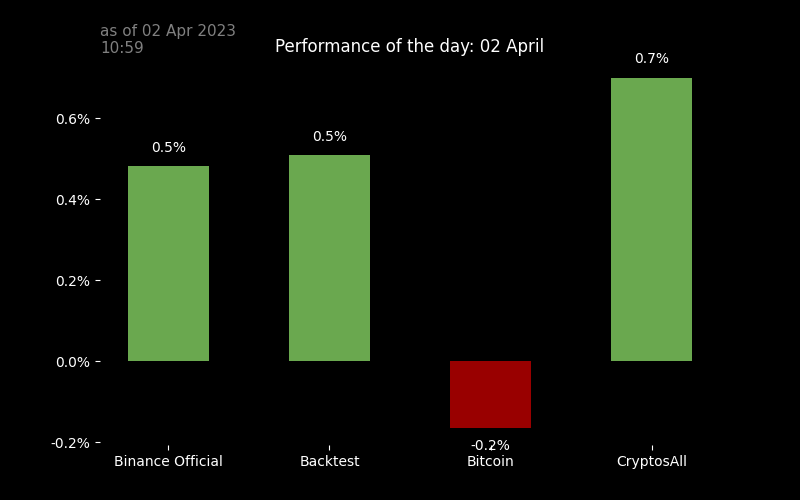 as of 02 Apr 2023
10:59
Performance of the day: 02 April
0.7%
0.6%
0.5%
0.5%
0.4%
0.2%
0.0%
-0.2%
-0.2%
Binance Official
Backtest
Bitcoin
CryptosAll